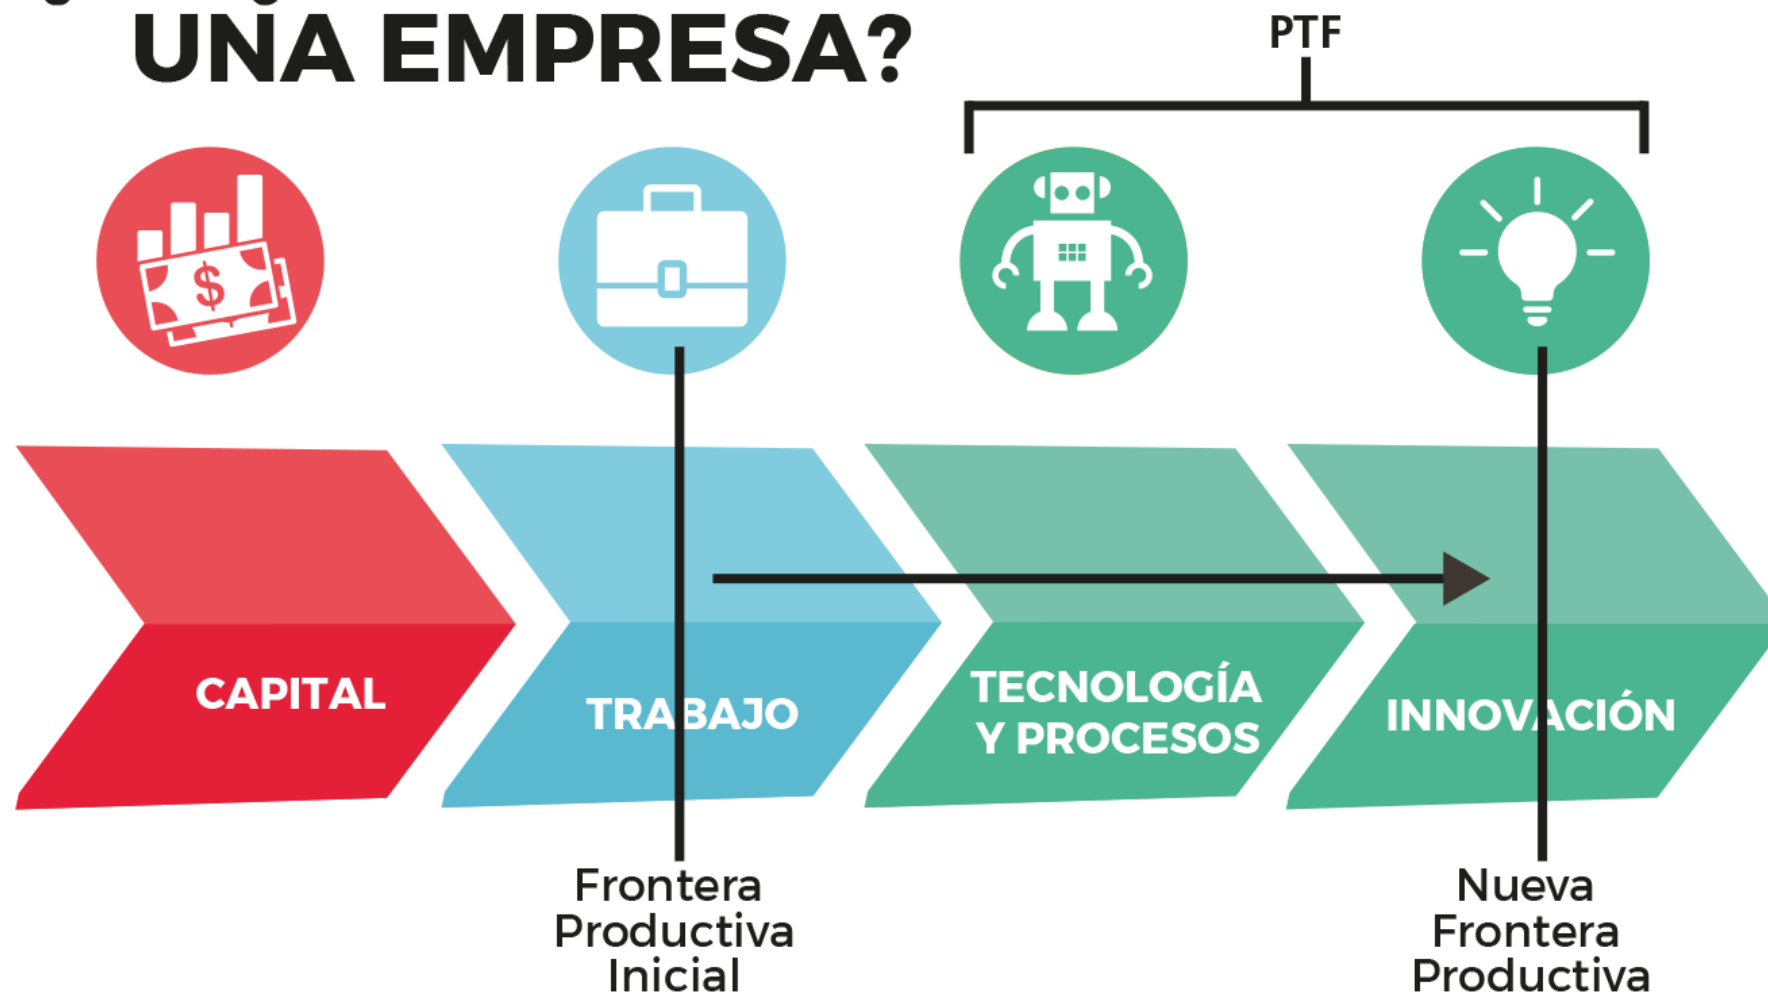 UNA EMPRESA?
PTF
$
CAPITAL
TRABAJO
TECNOLOGÍA
Y PROCESOS
INNOVACIÓN
Frontera
Productiva
Inicial
Nueva
Frontera
Productiva